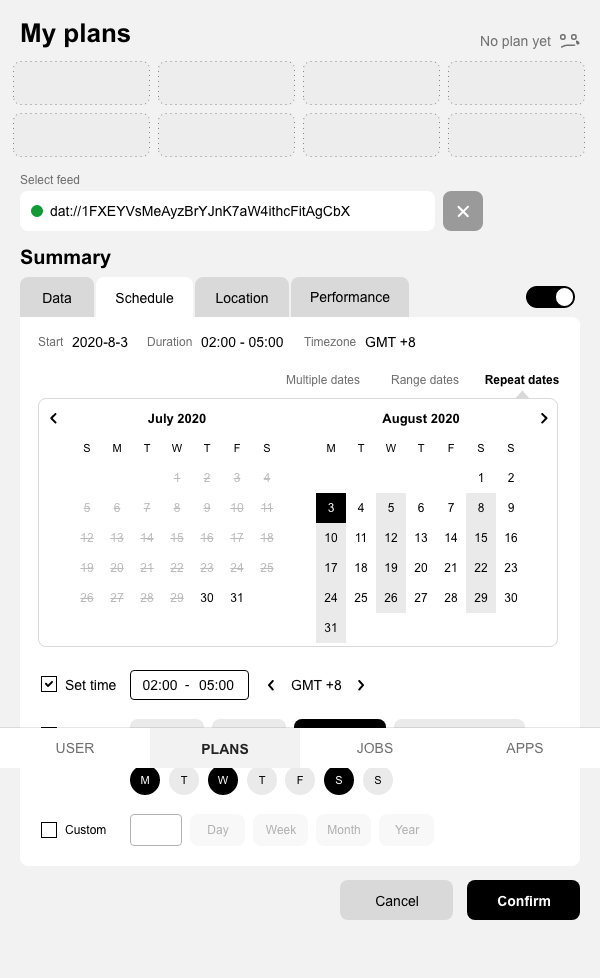 My plans
No plan yet
Select feed
dat://1FXEYVsMeAyzBrYJnK7aW4ithcFitAgCbX
Summary
Data Schedule Location Performance
Start 2020-8-3 Duration 02:00 - 05:00 Timezone GMT +8
Multiple dates Range dates Repeat dates
July 2020 August 2020
S M T W T F S M T W T F S S
1 2 3 4 1 2
5 6 7 8 9 10 11 3 4 5 6 7 8 9
12 13 14 15 16 17 18 10 11 12 13 14 15 16
19 20 21 22 23 24 25 17 18 19 20 21 22 23
26 27 28 29 30 31 24 25 26 27 28 29 30
31
Set time 02:00 - 05:00 GMT +8
USER PLANS JOBS APPS
M T W T F S S
Custom Day Week Month Year
Cancel Confirm